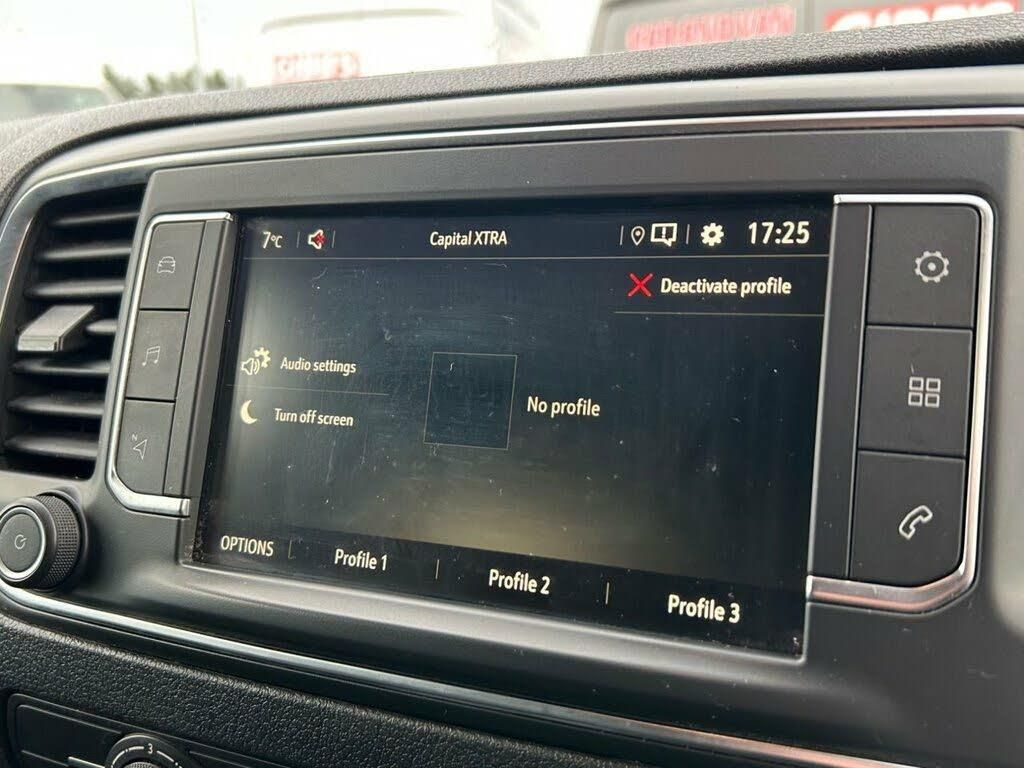 7°C
Capital XTRA
17:25
Deactivate profile
Audio settings
No profile
Turn off screen
OPTIONS
Profile 1
Profile 2
Profile 3
N
3